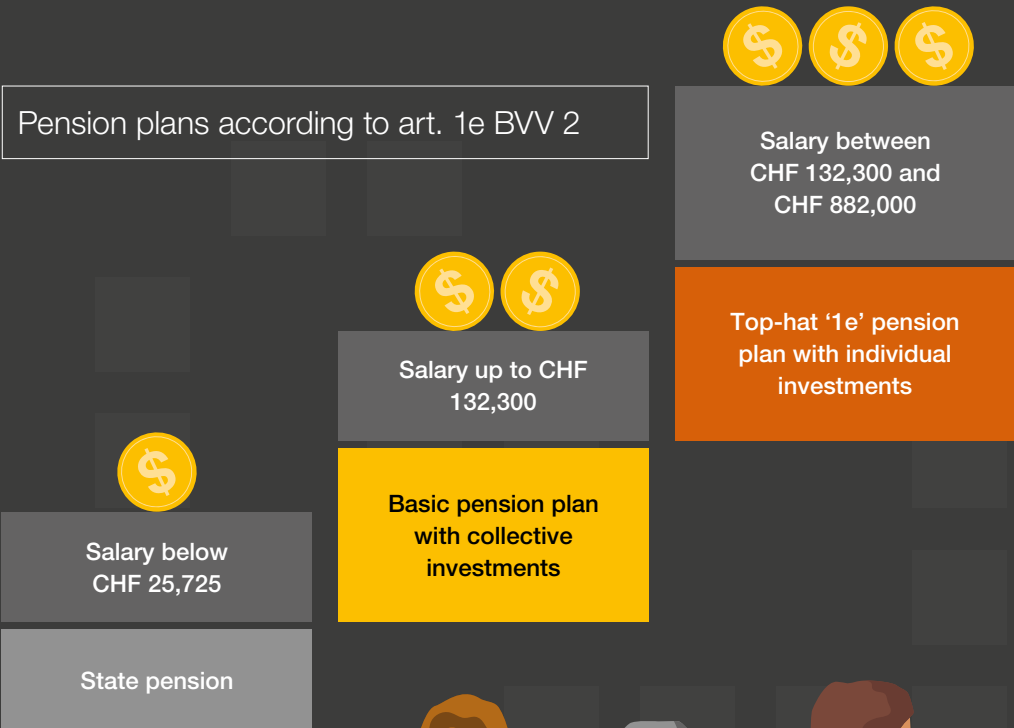 Pension plans according to art. 1e BVV 2
Salary between
CHF 132,300 and
CHF 882,000
Top-hat ‘1e’ pension
plan with individual
investments
Salary up to CHF
132,300
Basic pension plan
with collective
investments
Salary below
CHF 25,725
State pension